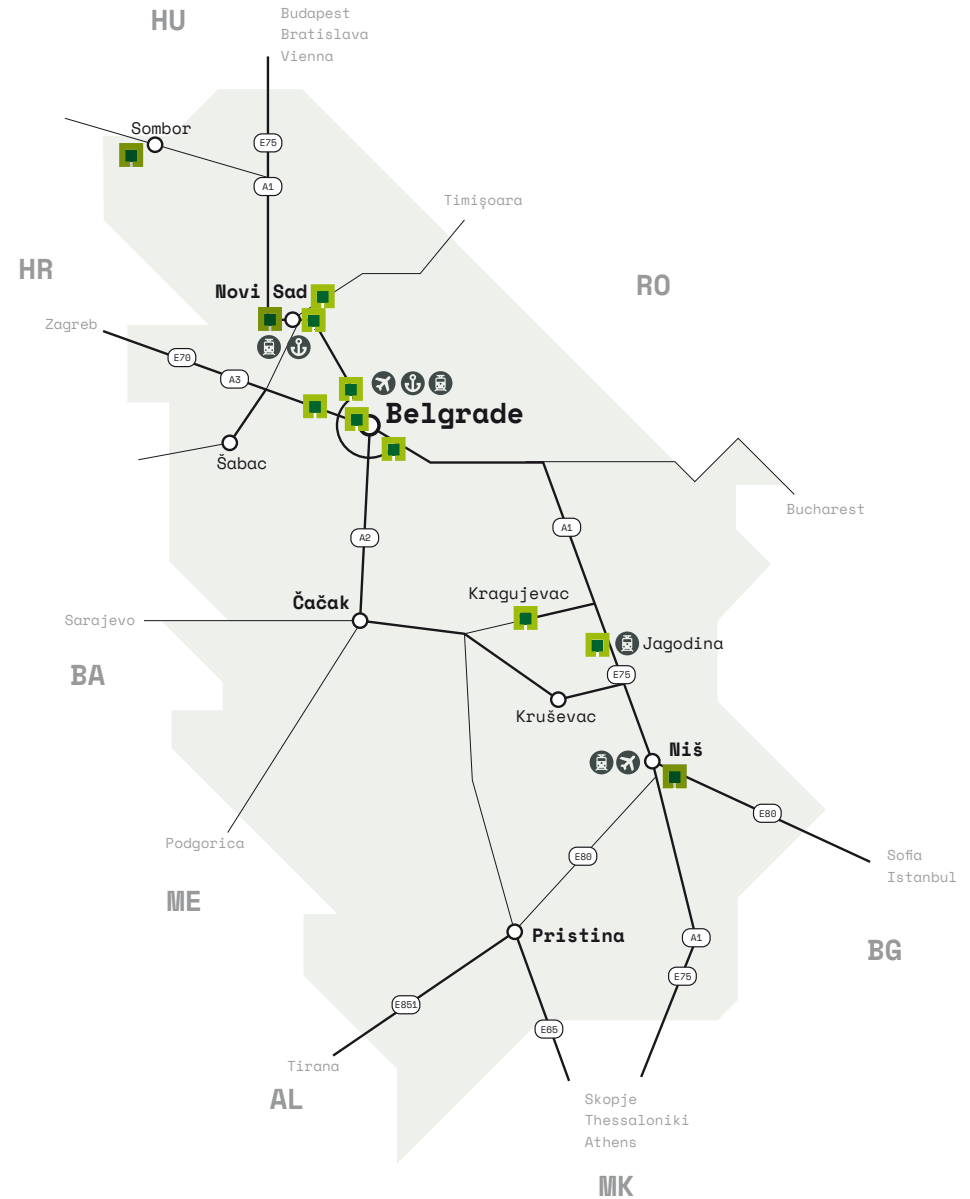 HU
Budapest
Bratislava
Vienna
Sombor
E75
A1
Timișoara
HR
RO
Novi Sad
Zagreb
E70
A3
Belgrade
Šabac
Bucharest
A2
A1
Kragujevac
Čačak
Sarajevo
Jagodina
BA
E75
Kruševac
Niš
E80
Podgorica
E80
Sofia
Istanbul
ME
Pristina
A1
BG
E75
E851
E65
Tirana
AL
Skopje
Thessaloniki
Athens
MK